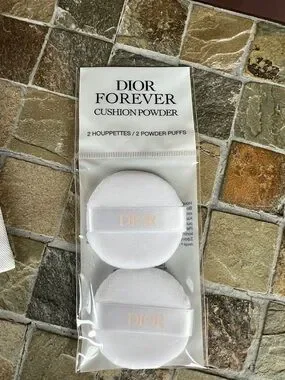 DIOR
FOREVER
CUSHION POWDER
2 HOUPPETTES / 2 POWDER PUFFS
DIOR
DIOR